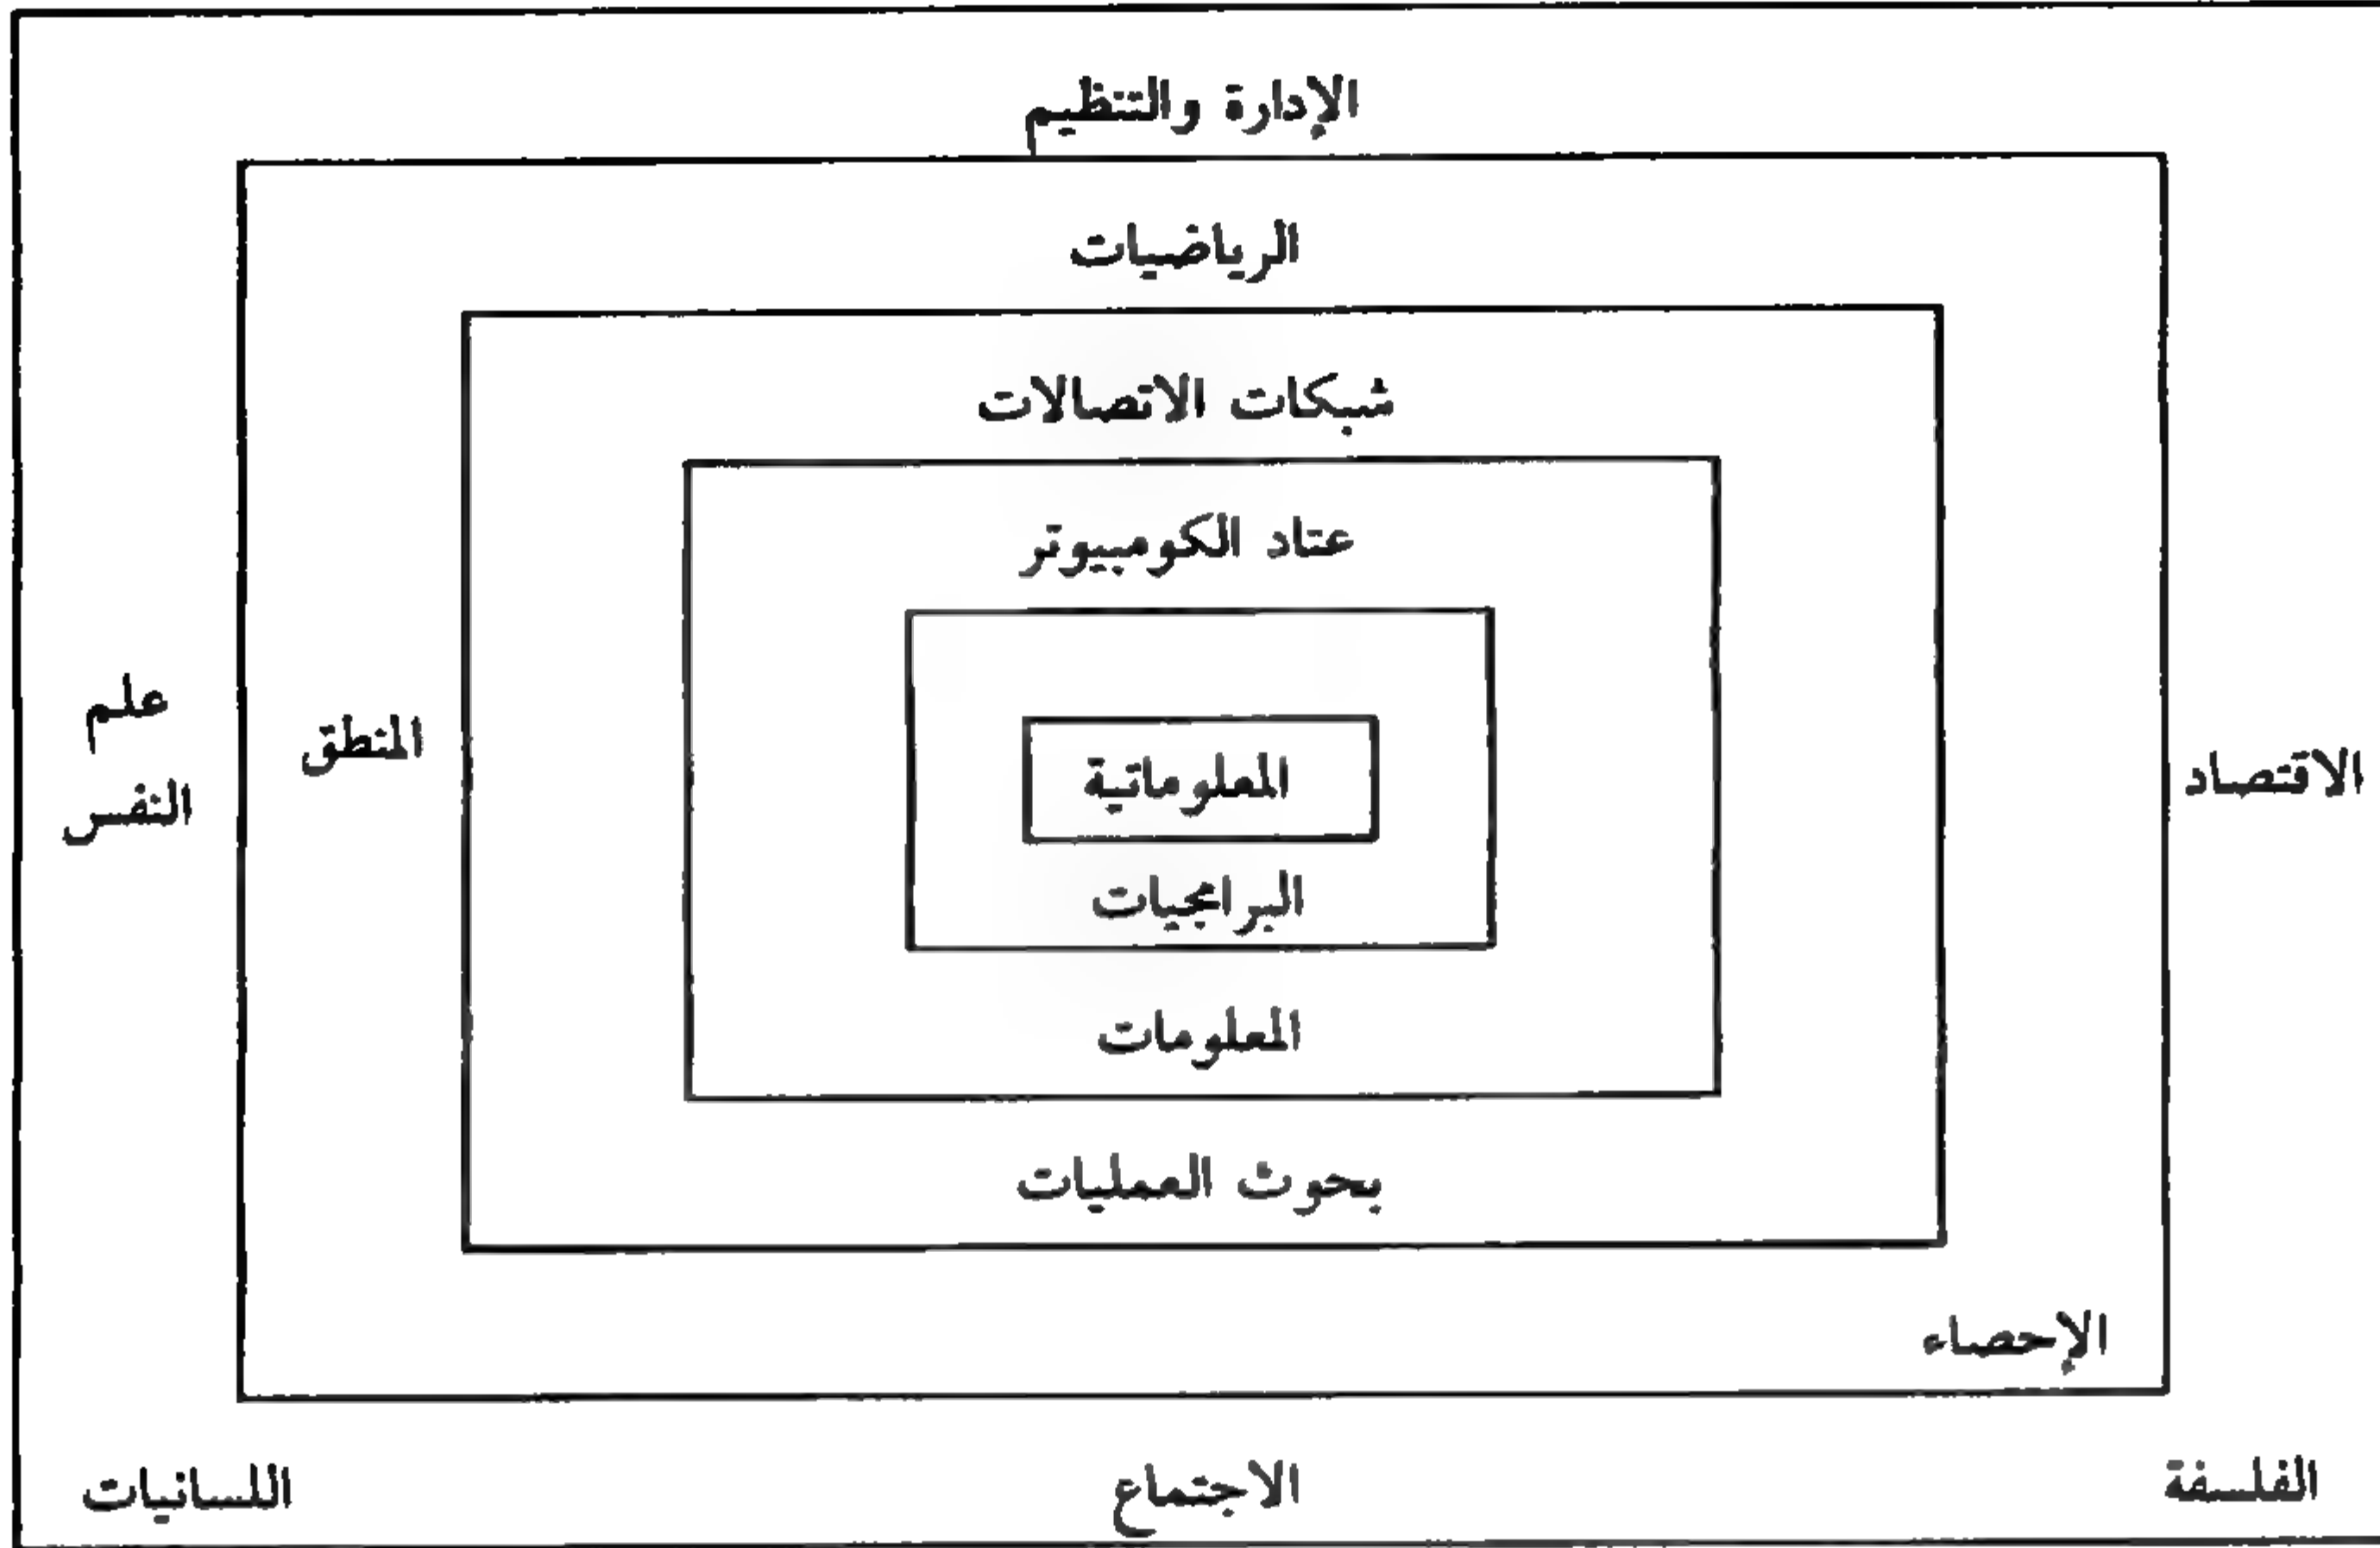 الإدارة والتنظيم
الرياضيات
شبكات الاتصالات
عتاد الكومبيوتر
الاقتصاد
المعلوماتية
المنطق
علم
النفس
البرامجيات
المعلومات
بحوث العمليات
الإحصاء
الفلسفة
الاجتماع
اللسانيات